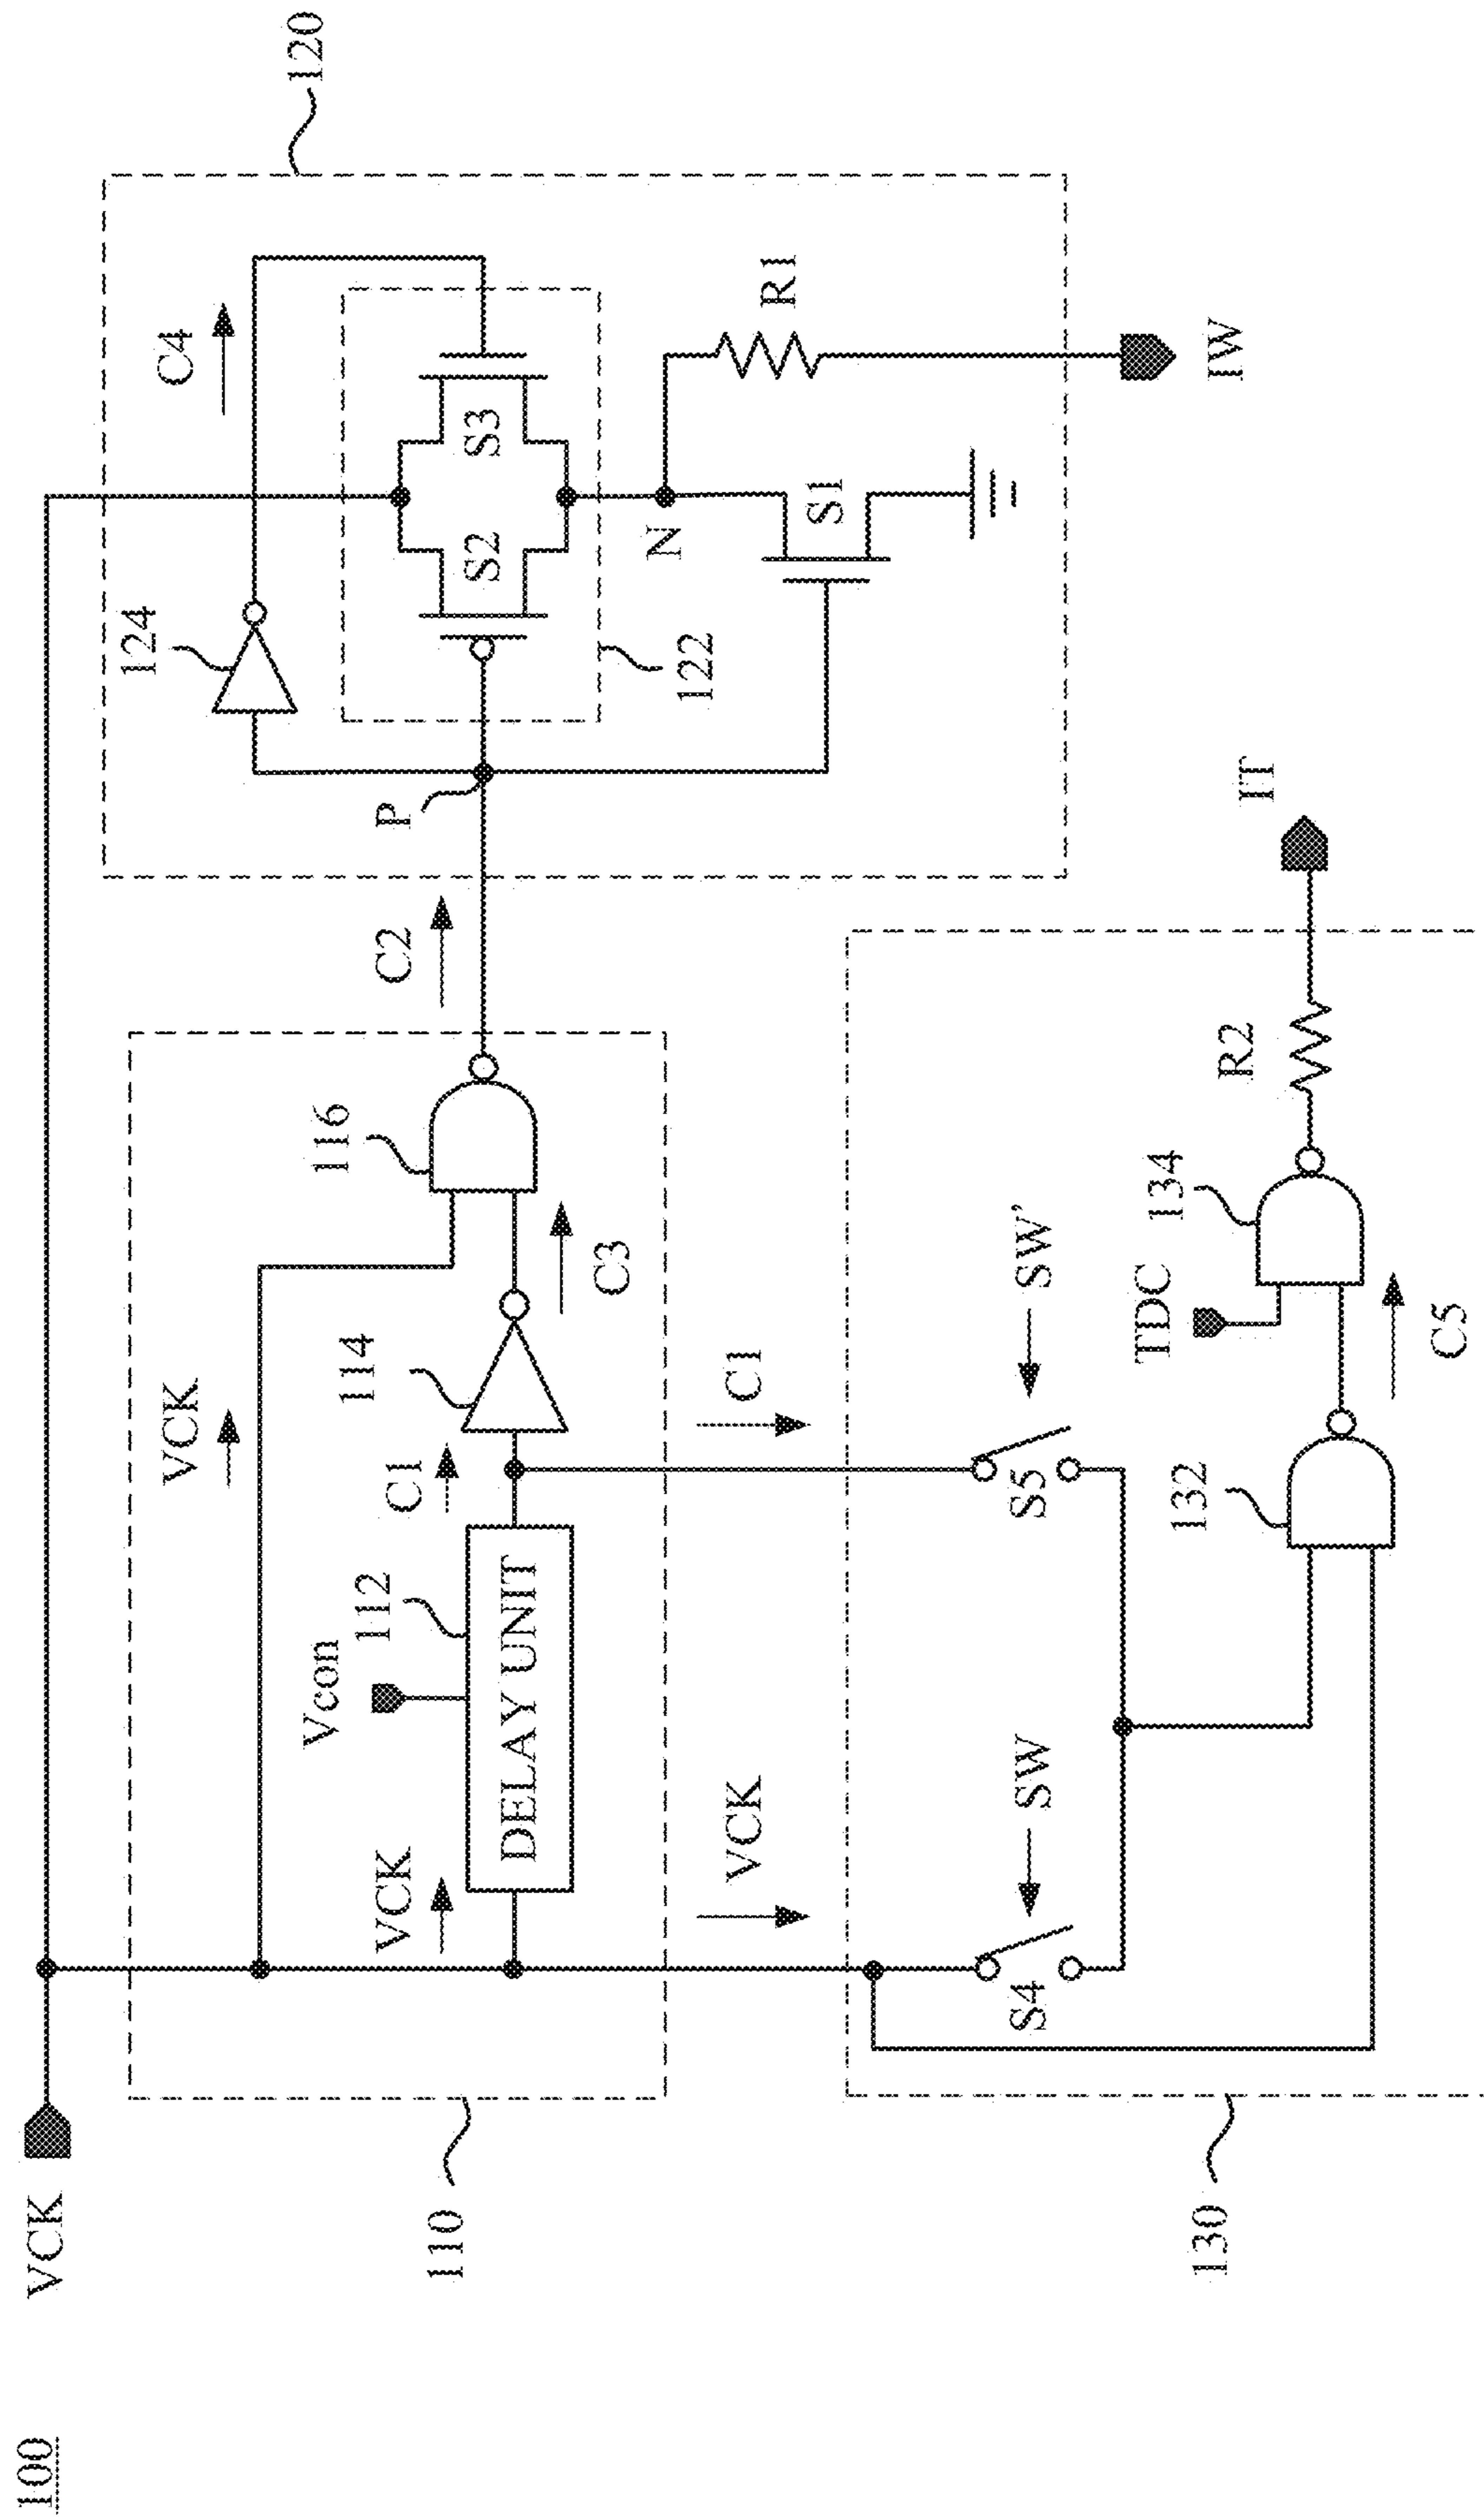 100
VCK
120
C4
124
S2
S3
122
P
N
R1
S1
IW
C2
110
VCK
VCK
Vcon
112
DELAY UNIT
C1
114
C3
116
VCK
C1
130
S4
SW
S5
SW'
132
C5
TDC
134
R2
IT